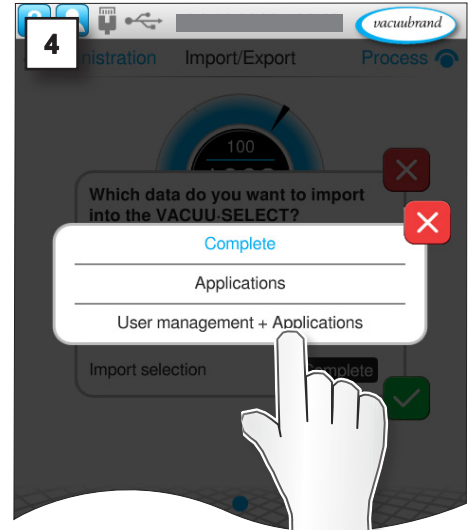 vacuubrand
4
nistration Import/Export Process
100
Which data do you want to import
into the VACUU·SELECT?
Complete
Applications
User management + Applications
Import selection mplete